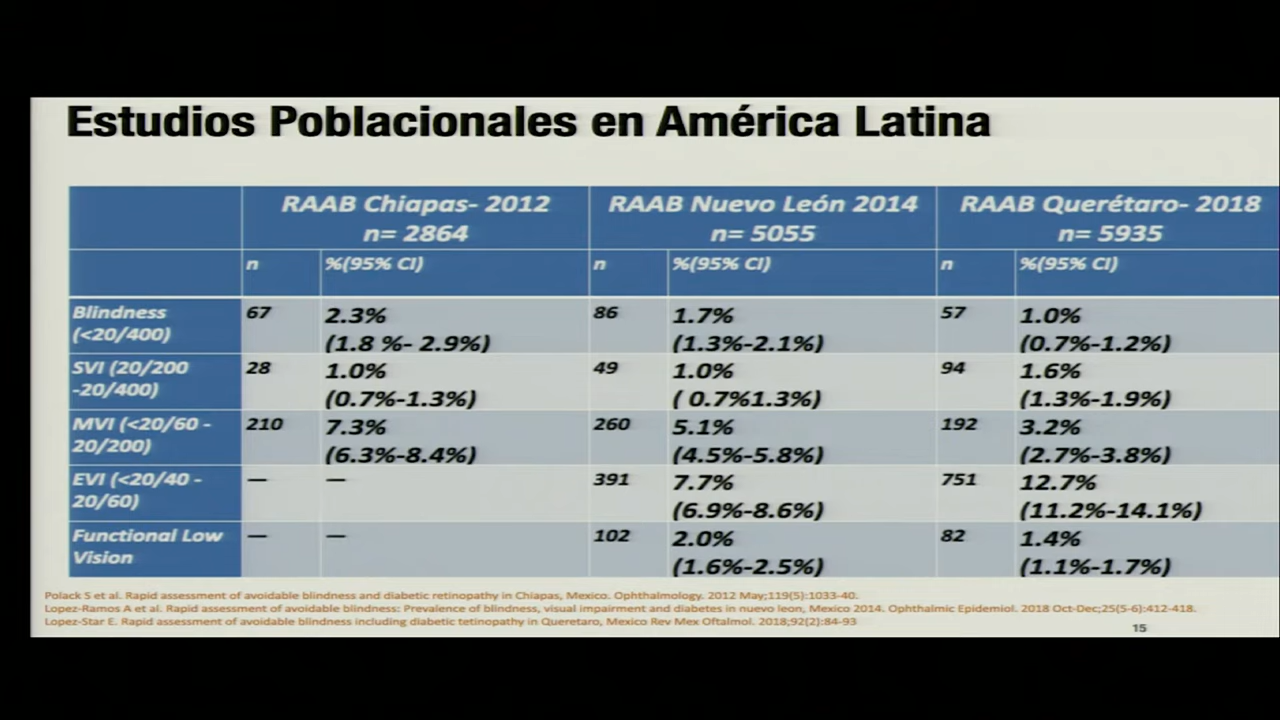 Estudios Poblacionales en América Latina
RAAB Chiapas- 2012 RAAB Nuevo León 2014 RAAB Querétaro- 2018
n= 2864 n= 5055 n= 5935
n %(95% CI) n %(95% CI) n %(95% CI)
Blindness 67 2.3% 86 1.7% 57 1.0%
(<20/400) (1.8 %- 2.9%) (1.3%-2.1%) (0.7%-1.2%)
SVI (20/200 28 1.0% 49 1.0% 94 1.6%
-20/400) (0.7%-1.3%) ( 0.7%1.3%) (1.3%-1.9%)
MVI (<20/60 - 210 7.3% 260 5.1% 192 3.2%
20/200) (6.3%-8.4%) (4.5%-5.8%) (2.7%-3.8%)
EVI (<20/40 - — — 391 7.7% 751 12.7%
20/60) (6.9%-8.6%) (11.2%-14.1%)
Functional Low — — 102 2.0% 82 1.4%
Vision (1.6%-2.5%) (1.1%-1.7%)
Polack S et al. Rapid assessment of avoidable blindness and diabetic retinopathy in Chiapas, Mexico. Ophthalmology. 2012 May;119(5):1033-40.
Lopez-Ramos A et al. Rapid assessment of avoidable blindness: Prevalence of blindness, visual impairment and diabetes in nuevo leon, Mexico 2014. Ophthalmic Epidemiol. 2018 Oct-Dec;25(5-6):412-418.
Lopez-Star E. Rapid assessment of avoidable blindness including diabetic tetinopathy in Queretaro, Mexico Rev Mex Oftalmol. 2018;92(2):84-93
15